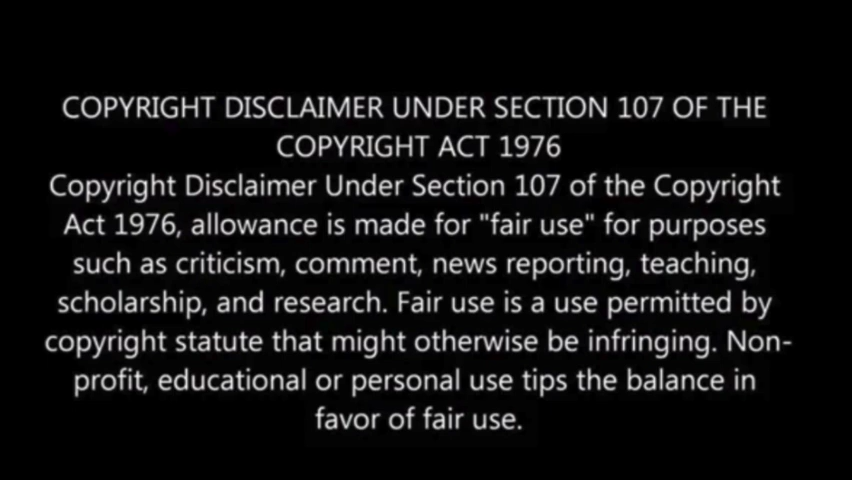 COPYRIGHT DISCLAIMER UNDER SECTION 107 OF THE
COPYRIGHT ACT 1976
Copyright Disclaimer Under Section 107 of the Copyright
Act 1976, allowance is made for "fair use" for purposes
such as criticism, comment, news reporting, teaching,
scholarship, and research. Fair use is a use permitted by
copyright statute that might otherwise be infringing. Non-
profit, educational or personal use tips the balance in
favor of fair use.